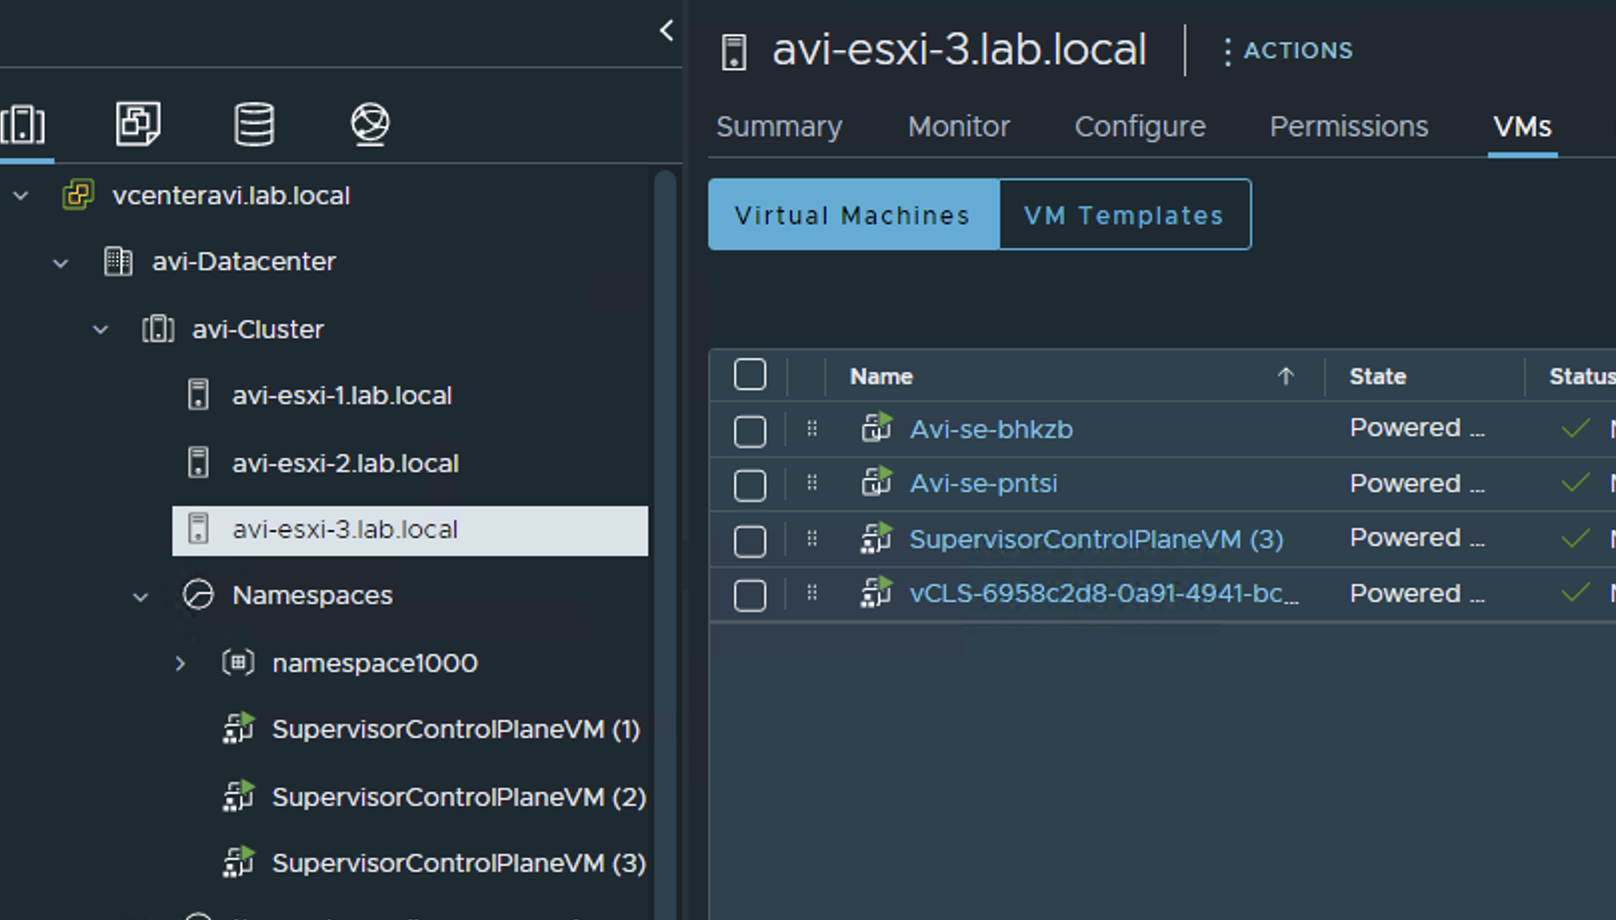 avi-esxi-3.lab.local
ACTIONS
Summary Monitor Configure Permissions VMs
Virtual Machines VM Templates
vcenteravi.lab.local
avi-Datacenter
avi-Cluster
avi-esxi-1.lab.local
avi-esxi-2.lab.local
avi-esxi-3.lab.local
Namespaces
namespace1000
SupervisorControlPlaneVM (1)
SupervisorControlPlaneVM (2)
SupervisorControlPlaneVM (3)
Name State Status
Avi-se-bhkzb Powered ...
Avi-se-pntsi Powered ...
SupervisorControlPlaneVM (3) Powered ...
vCLS-6958c2d8-0a91-4941-bc... Powered ...